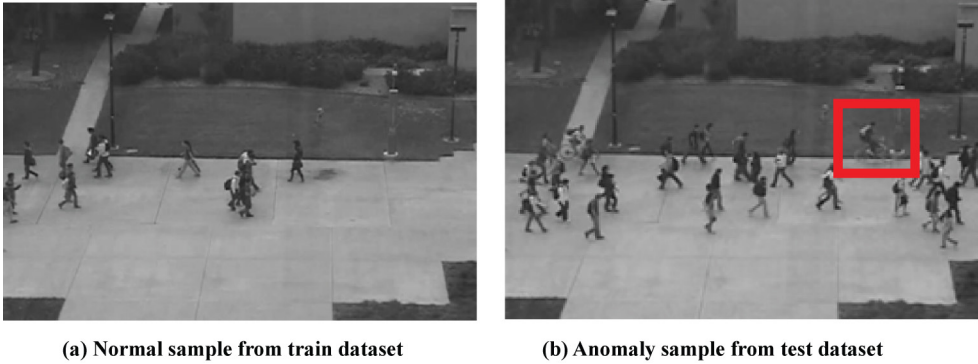 (a) Normal sample from train dataset
(b) Anomaly sample from test dataset